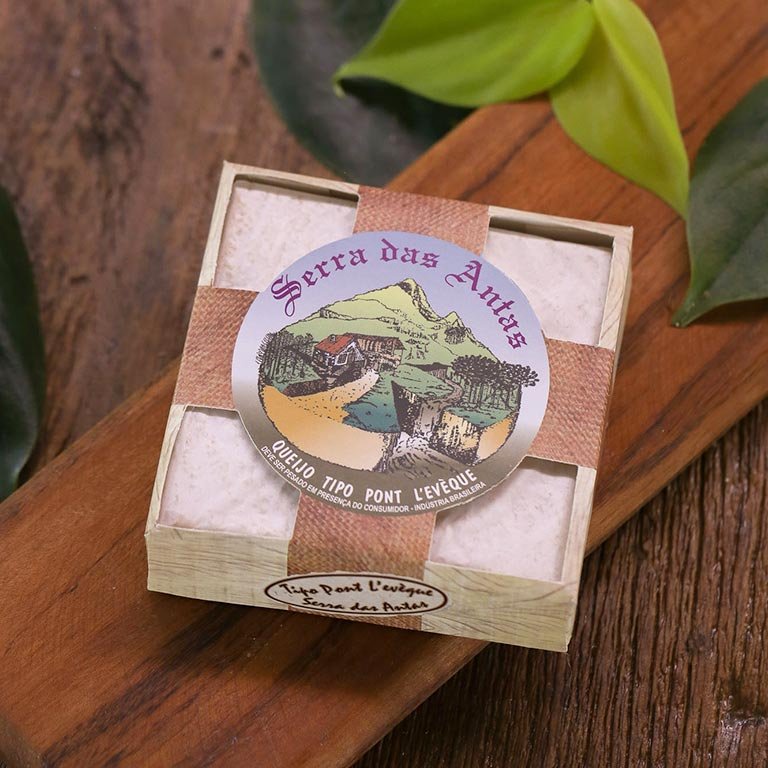 Serra das Antas
QUEIJO TIPO PONT L'EVÊQUE
DEVE SER PESADO EM PRESENÇA DO CONSUMIDOR - INDÚSTRIA BRASILEIRA
Tipo Pont L'evêque
Serra das Antas